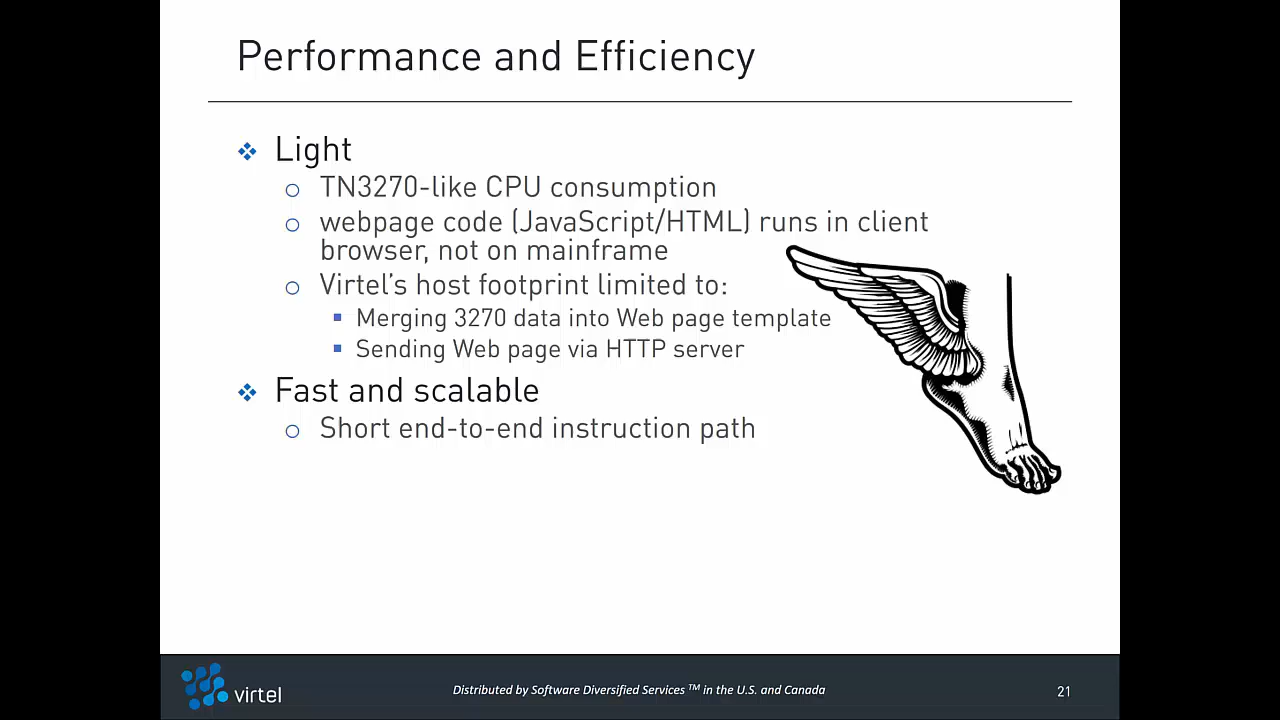 Performance and Efficiency
Light
TN3270-like CPU consumption
webpage code (JavaScript/HTML) runs in client
browser, not on mainframe
Virtel’s host footprint limited to:
Merging 3270 data into Web page template
Sending Web page via HTTP server
Fast and scalable
Short end-to-end instruction path
virtel
Distributed by Software Diversified Services ™ in the U.S. and Canada
21